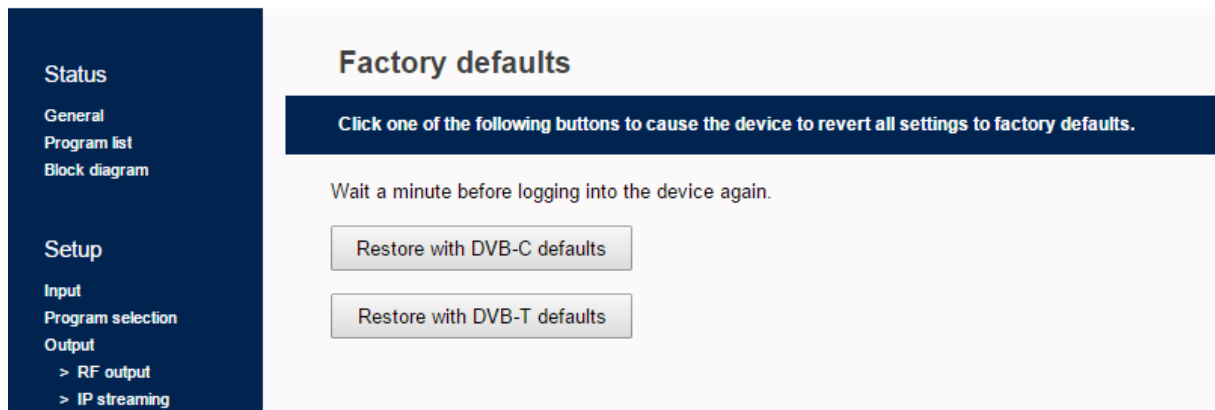 Status
General
Program list
Block diagram
Setup
Input
Program selection
Output
> RF output
> IP streaming
Factory defaults
Click one of the following buttons to cause the device to revert all settings to factory defaults.
Wait a minute before logging into the device again.
Restore with DVB-C defaults
Restore with DVB-T defaults